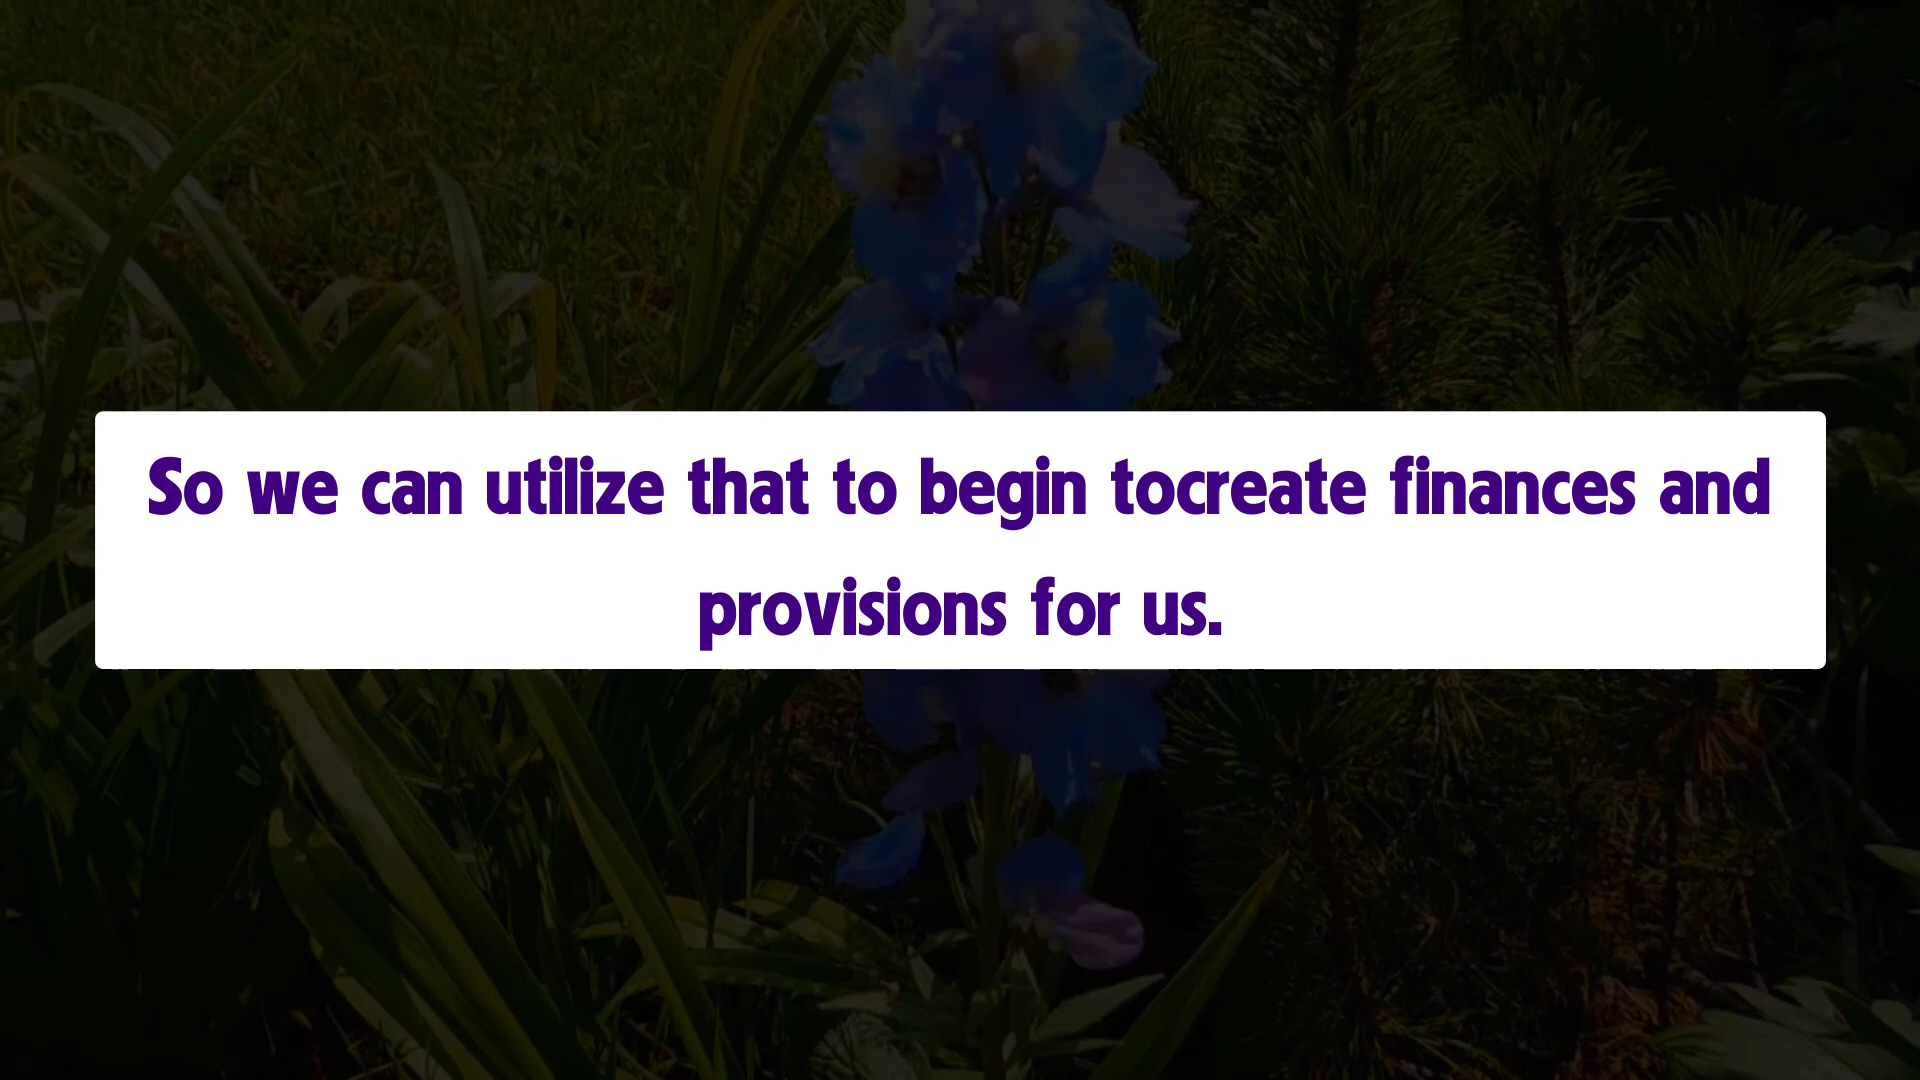 So we can utilize that to begin tocreate finances and
provisions for us.